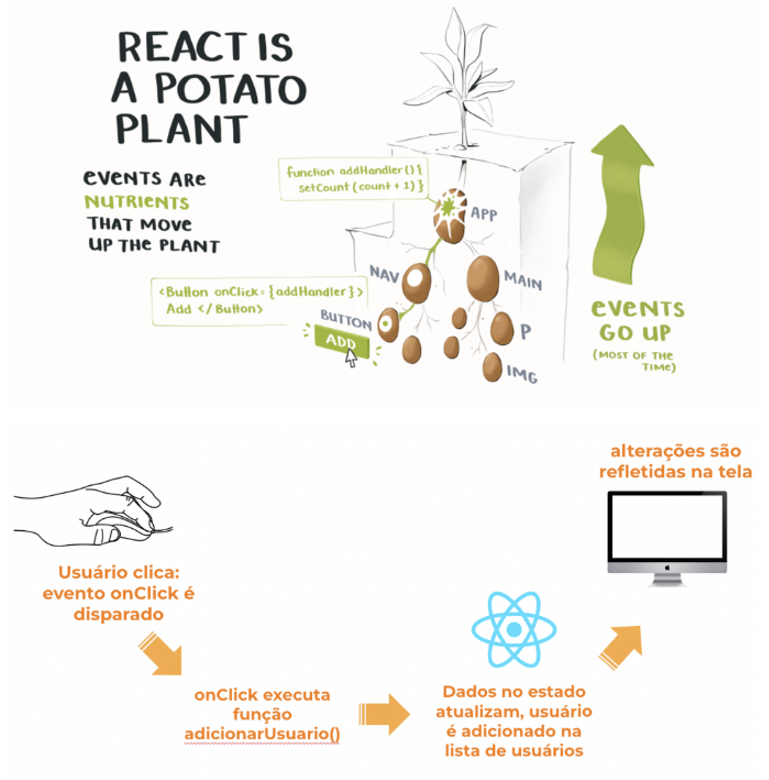 REACT IS
A POTATO
PLANT
EVENTS ARE
NUTRIENTS
THAT MOVE
UP THE PLANT
function addHandler(){
setCount(count + 1)}
APP
NAV
MAIN
<Button onClick={addHandler}>
Add </Button>
BUTTON
ADD
P
IMG
EVENTS
GO UP
(MOST OF THE
TIME)
alterações são
refletidas na tela
Usuário clica:
evento onClick é
disparado
onClick executa
função
adicionarUsuario()
Dados no estado
atualizam, usuário
é adicionado na
lista de usuários